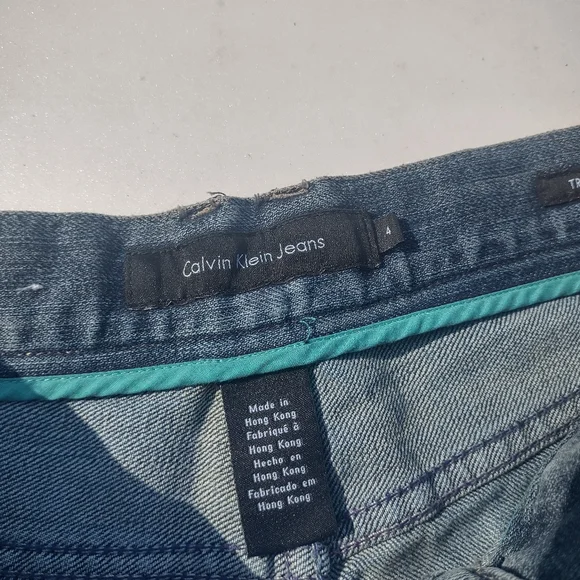 Calvin Klein Jeans
4
TR
Made in
Hong Kong
Fabriqué à
Hong Kong
Hecho en
Hong Kong
Fabricado em
Hong Kong